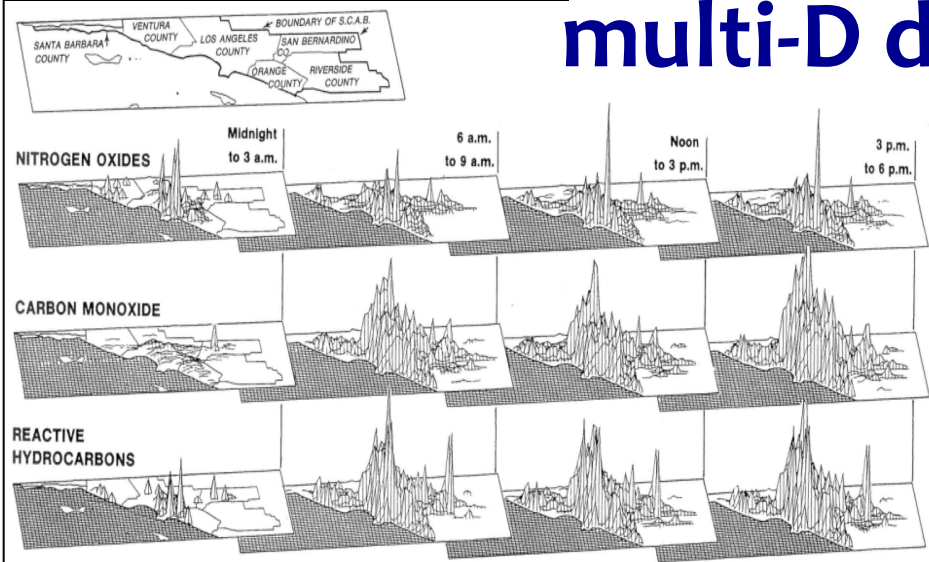 multi-D d
VENTURA
COUNTY
BOUNDARY OF S.C.A.B.
SANTA BARBARA
COUNTY
LOS ANGELES
COUNTY
SAN BERNARDINO
CO.
ORANGE
COUNTY
RIVERSIDE
COUNTY
NITROGEN OXIDES
Midnight
to 3 a.m.
6 a.m.
to 9 a.m.
Noon
to 3 p.m.
3 p.m.
to 6 p.m.
CARBON MONOXIDE
REACTIVE
HYDROCARBONS